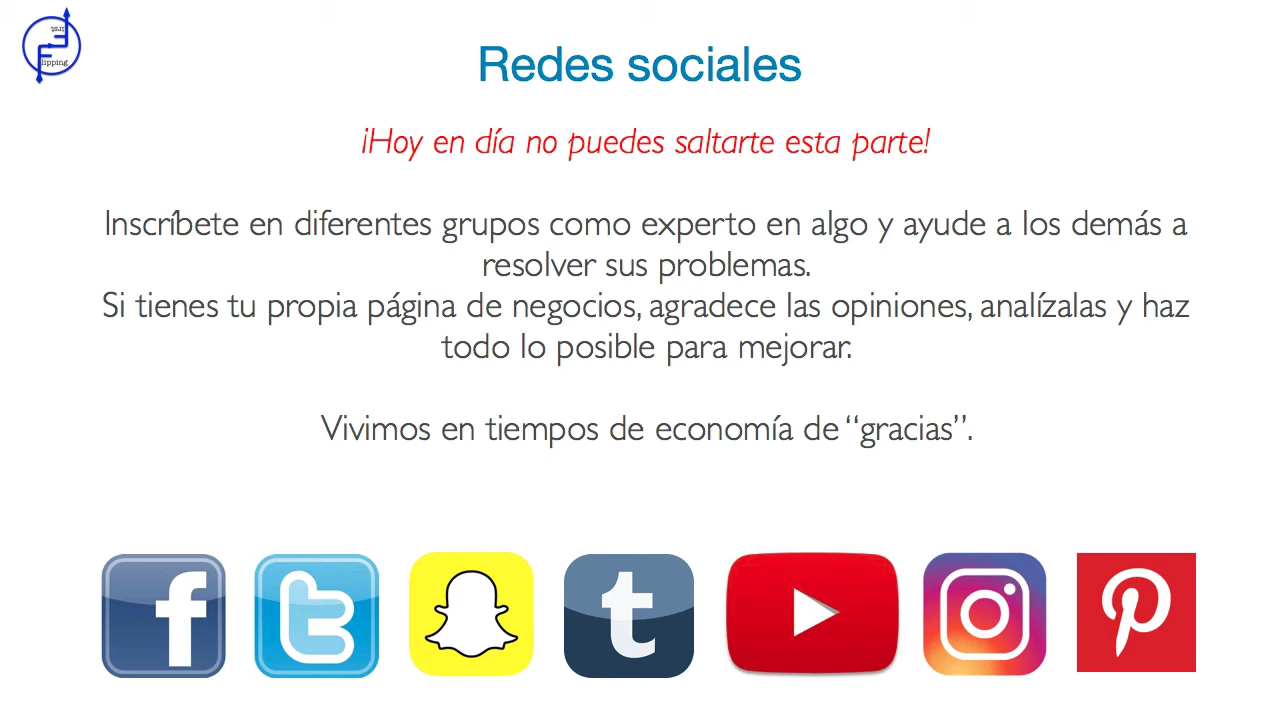 Redes sociales
¡Hoy en día no puedes saltarte esta parte!
Inscríbete en diferentes grupos como experto en algo y ayude a los demás a
resolver sus problemas.
Si tienes tu propia página de negocios, agradece las opiniones, analízalas y haz
todo lo posible para mejorar.
Vivimos en tiempos de economía de “gracias”.